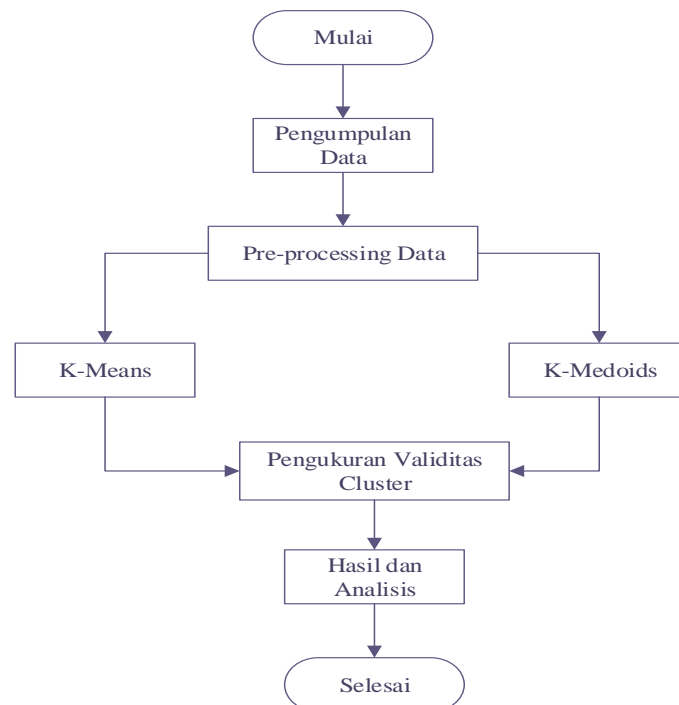 Mulai
Pengumpulan
Data
Pre-processing Data
K-Means
K-Medoids
Pengukuran Validitas
Cluster
Hasil dan
Analisis
Selesai